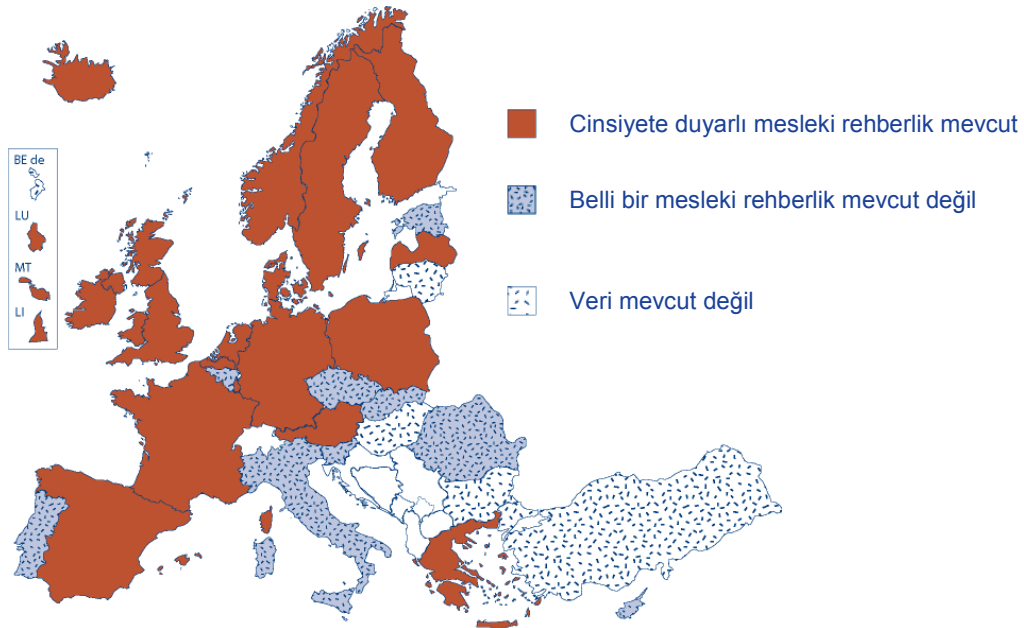 BE de
LU
MT
LI
Cinsiyete duyarlı mesleki rehberlik mevcut
Belli bir mesleki rehberlik mevcut değil
Veri mevcut değil